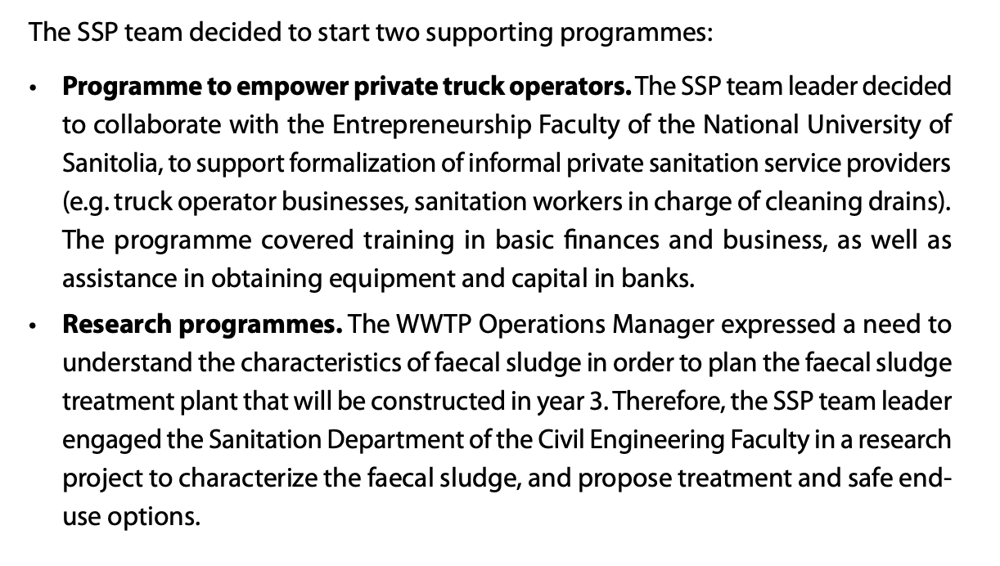 The SSP team decided to start two supporting programmes:
• Programme to empower private truck operators. The SSP team leader decided
to collaborate with the Entrepreneurship Faculty of the National University of
Sanitolia, to support formalization of informal private sanitation service providers
(e.g. truck operator businesses, sanitation workers in charge of cleaning drains).
The programme covered training in basic finances and business, as well as
assistance in obtaining equipment and capital in banks.
• Research programmes. The WWTP Operations Manager expressed a need to
understand the characteristics of faecal sludge in order to plan the faecal sludge
treatment plant that will be constructed in year 3. Therefore, the SSP team leader
engaged the Sanitation Department of the Civil Engineering Faculty in a research
project to characterize the faecal sludge, and propose treatment and safe end-
use options.